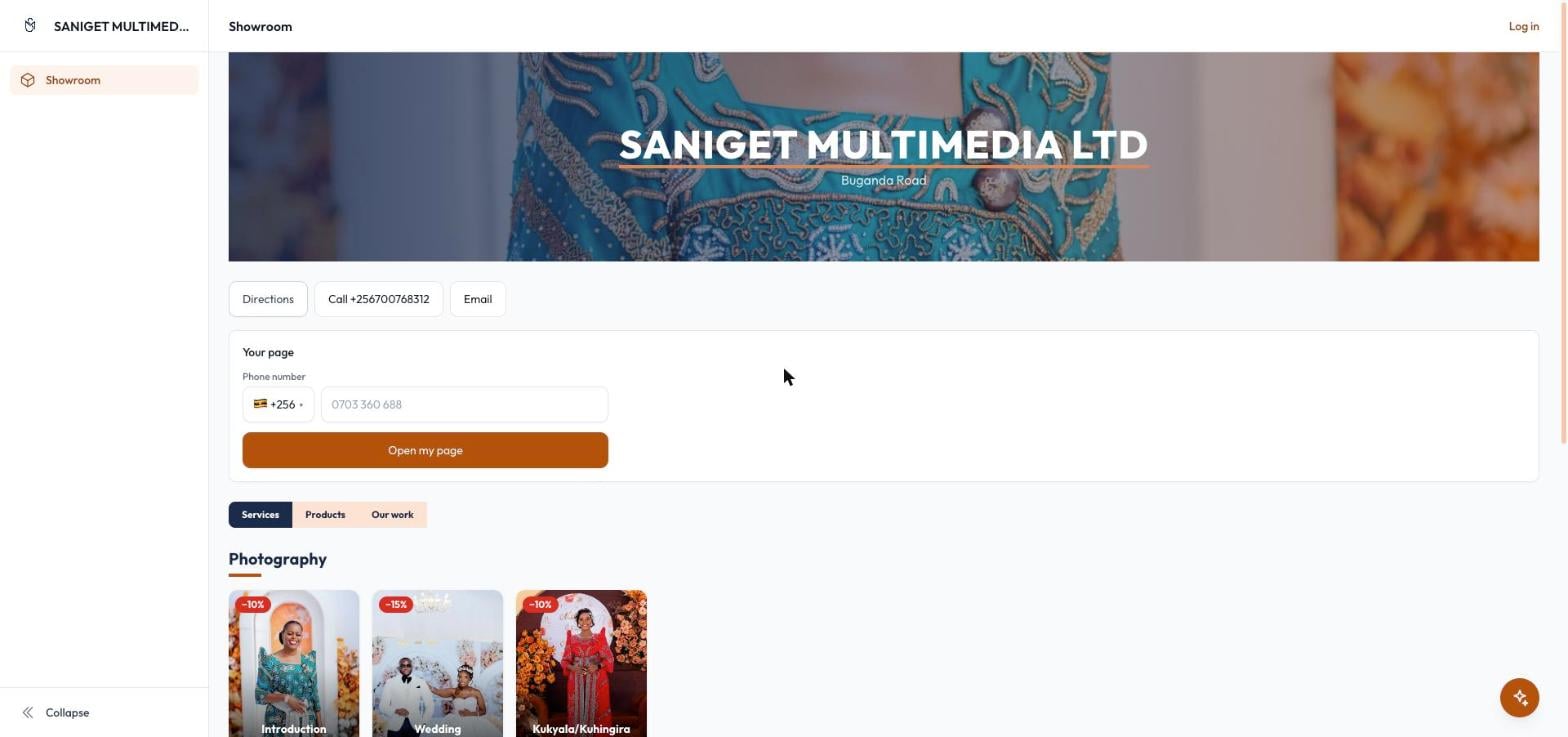 SANIGET MULTIMED...
Showroom
Log in
Showroom
SANIGET MULTIMEDIA LTD
Buganda Road
Directions
Call +256700768312
Email
Your page
Phone number
+256
0703 360 688
Open my page
Services
Products
Our work
Photography
-10%
-15%
-10%
Introduction
Wedding
Kukyala/Kuhingira
Collapse